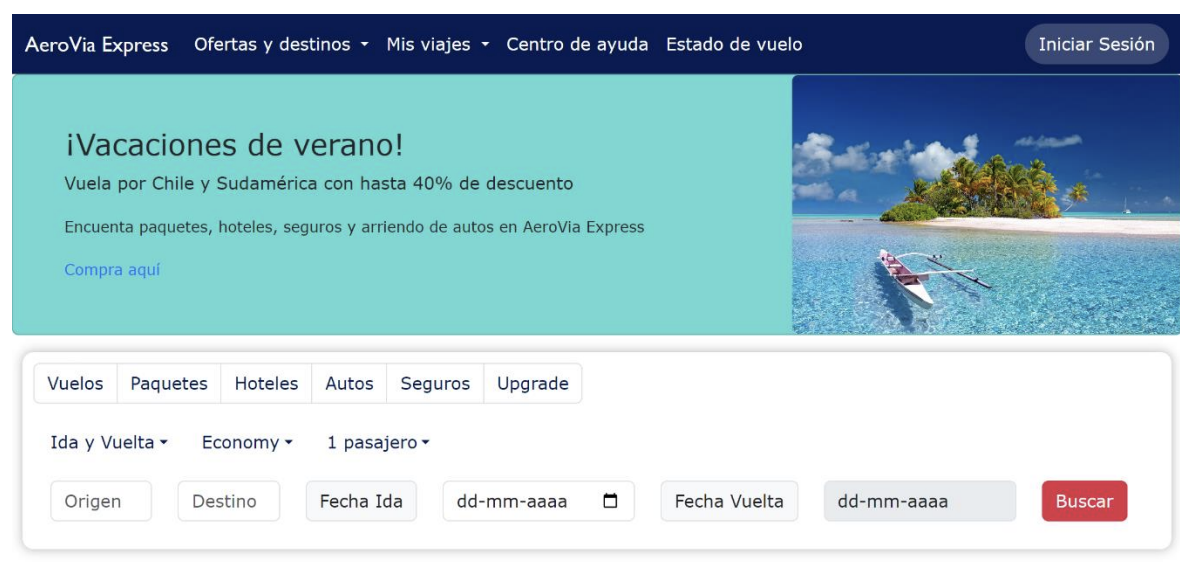 AeroVia Express Ofertas y destinos Mis viajes Centro de ayuda Estado de vuelo Iniciar Sesión
¡Vacaciones de verano!
Vuela por Chile y Sudamérica con hasta 40% de descuento
Encuenta paquetes, hoteles, seguros y arriendo de autos en AeroVia Express
Compra aquí
Vuelos Paquetes Hoteles Autos Seguros Upgrade
Ida y Vuelta Economy 1 pasajero
Origen Destino Fecha Ida dd-mm-aaaa Fecha Vuelta dd-mm-aaaa Buscar